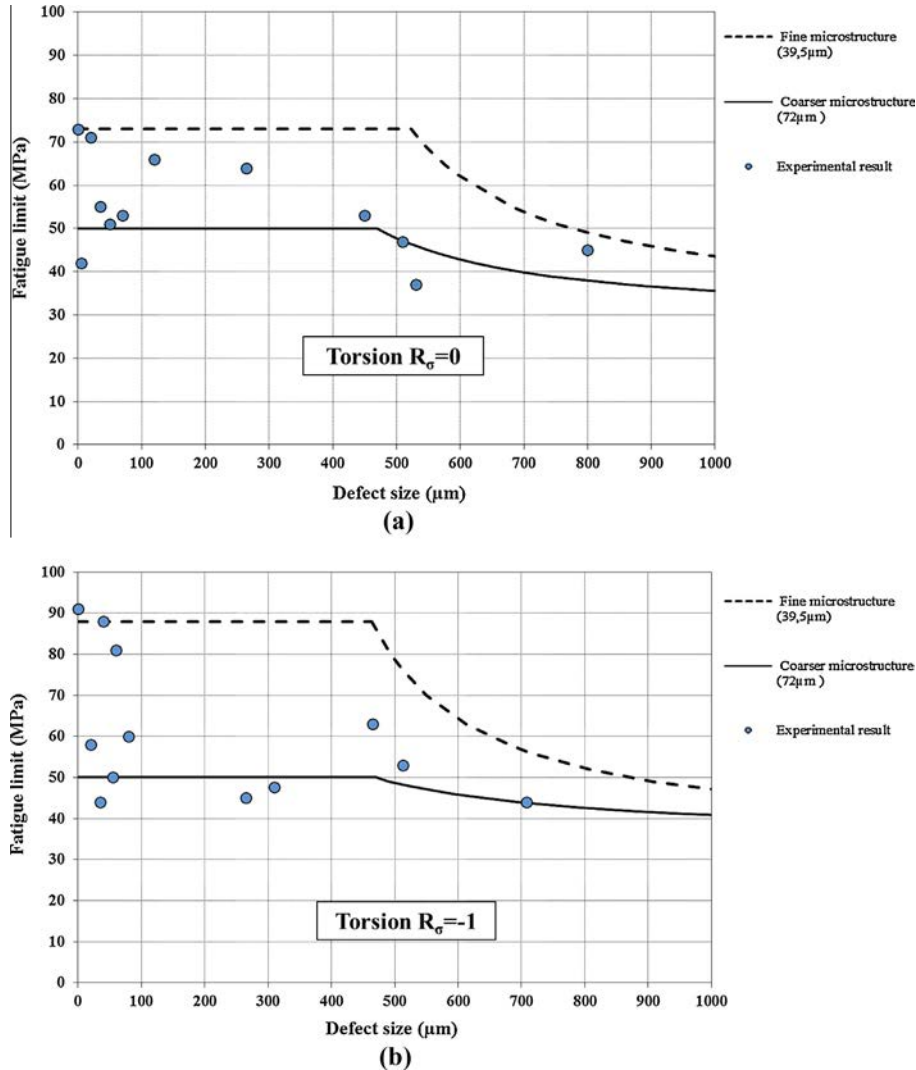 100
90
80
70
60
50
40
30
20
10
0
Fatigue limit (MPa)
0 100 200 300 400 500 600 700 800 900 1000
Defect size (µm)
Torsion Rσ=0
Fine microstructure
(39,5µm)
Coarser microstructure
(72µm )
Experimental result
(a)
100
90
80
70
60
50
40
30
20
10
0
Fatigue limit (MPa)
0 100 200 300 400 500 600 700 800 900 1000
Defect size (µm)
Torsion Rσ=-1
Fine microstructure
(39,5µm)
Coarser microstructure
(72µm )
Experimental result
(b)